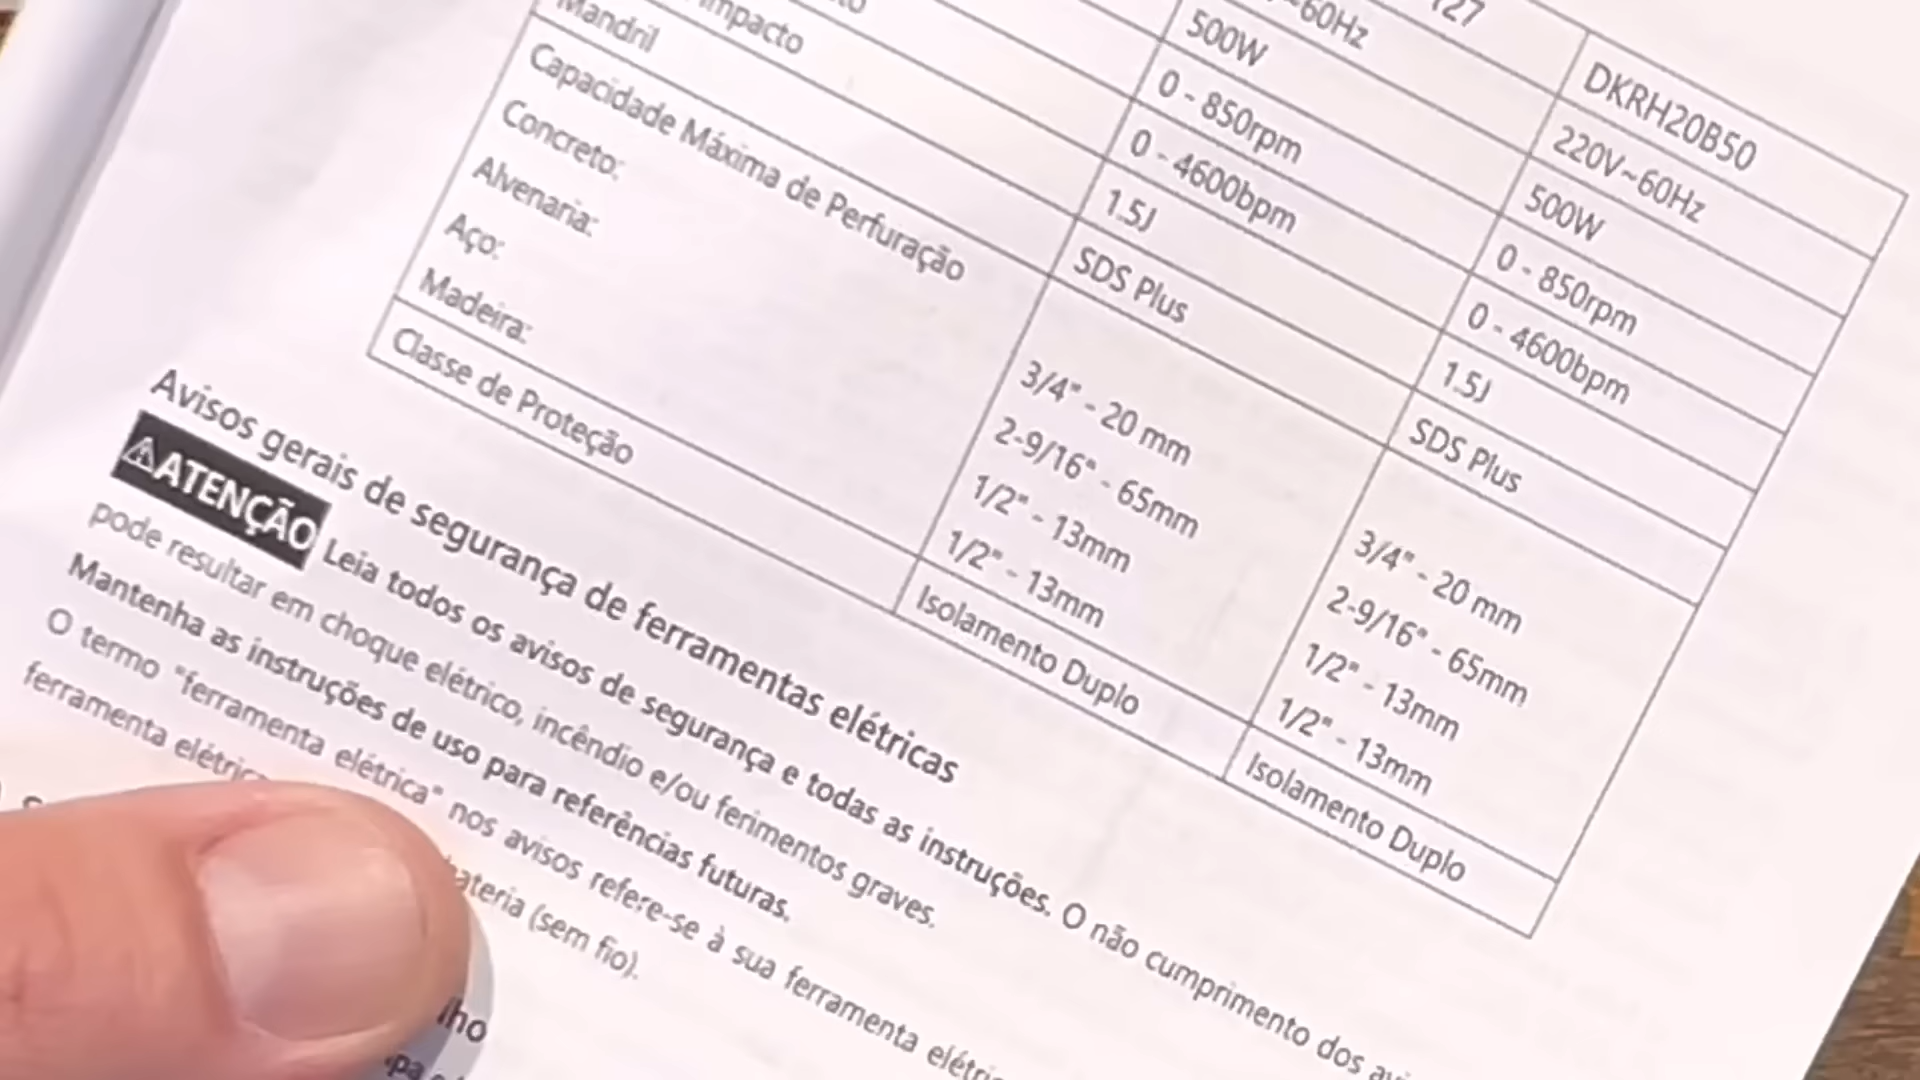 127 DKRH20B50
~60Hz 220V~60Hz
500W 500W
0 - 850rpm 0 - 850rpm
0 - 4600bpm 0 - 4600bpm
Impacto 1.5J 1.5J
Mandril SDS Plus SDS Plus
Capacidade Máxima de Perfuração
Concreto: 3/4" - 20 mm 3/4" - 20 mm
Alvenaria: 2-9/16" - 65mm 2-9/16" - 65mm
Aço: 1/2" - 13mm 1/2" - 13mm
Madeira: 1/2" - 13mm 1/2" - 13mm
Classe de Proteção Isolamento Duplo Isolamento Duplo
Avisos gerais de segurança de ferramentas elétricas
ATENÇÃO Leia todos os avisos de segurança e todas as instruções. O não cumprimento dos
pode resultar em choque elétrico, incêndio e/ou ferimentos graves.
Mantenha as instruções de uso para referências futuras.
O termo "ferramenta elétrica" nos avisos refere-se à sua ferramenta
ferramenta (sem fio).